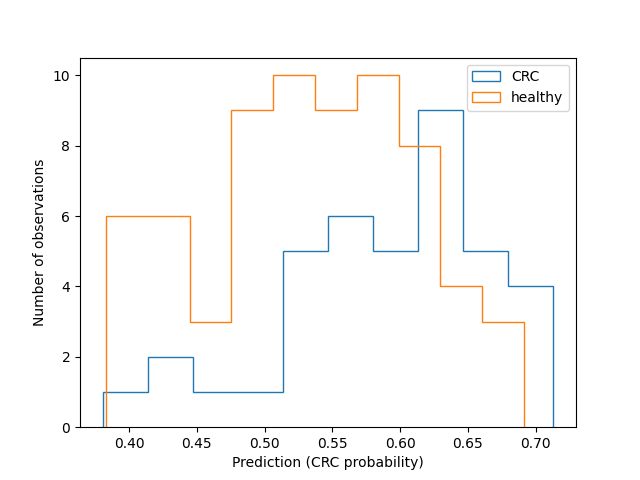 CRC
healthy
10
8
6
4
2
0
Number of observations
0.40 0.45 0.50 0.55 0.60 0.65 0.70
Prediction (CRC probability)